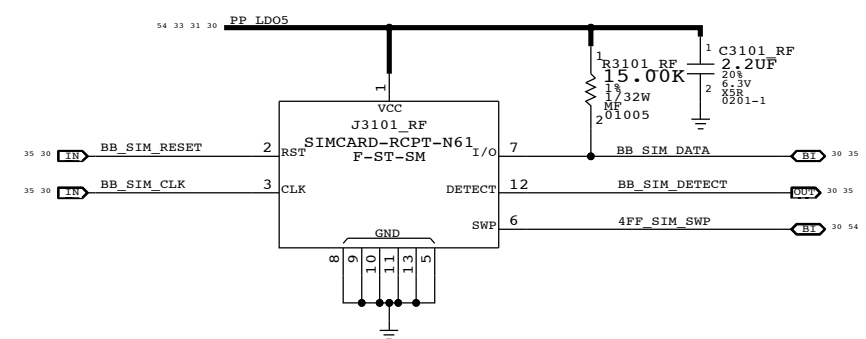 54 33 31 30 PP_LDO5
1 R3101_RF
15.00K
1%
1/32W
MF
2 01005
1 C3101_RF
2.2UF
20%
6.3V
2 X5R
0201-1
1
VCC
J3101_RF
SIMCARD-RCPT-N61
F-ST-SM
35 30 IN BB_SIM_RESET 2 RST
I/O 7 BB_SIM_DATA BI 30 35
35 30 IN BB_SIM_CLK 3 CLK
DETECT 12 BB_SIM_DETECT OUT 30 35
SWP 6 4FF_SIM_SWP BI 30 54
GND
8 9 10 11 13 5